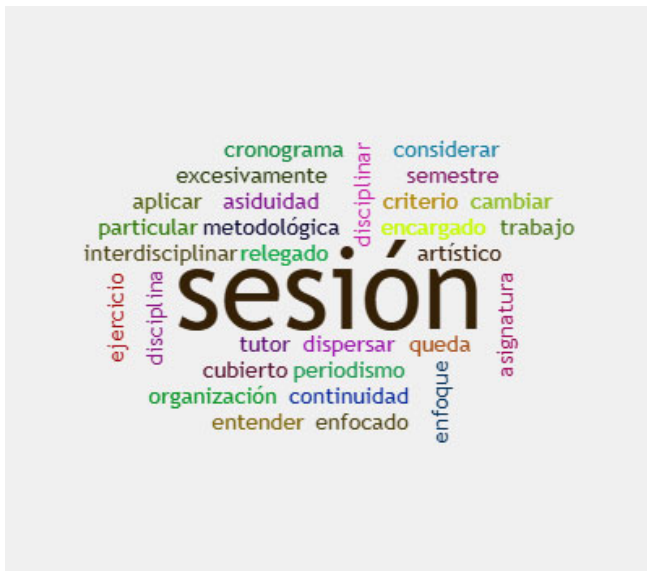 cronograma
disciplinar
considerar
excesivamente
semestre
aplicar
asiduidad
criterio
cambiar
particular
metodológica
encargado
trabajo
interdisciplinar
relegado
artístico
sesión
ejercicio
disciplina
asignatura
tutor
dispersar
queda
cubierto
periodismo
enfoque
organización
continuidad
entender
enfocado